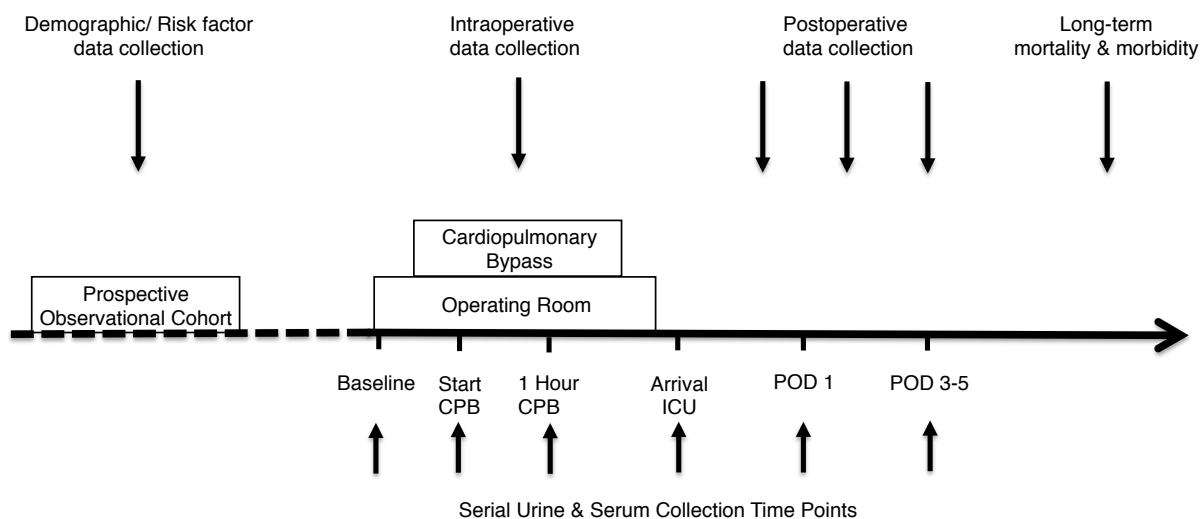 Demographic/ Risk factor
data collection
Intraoperative
data collection
Postoperative
data collection
Long-term
mortality & morbidity
Cardiopulmonary
Bypass
Prospective
Observational Cohort
Operating Room
Baseline
Start
CPB
1 Hour
CPB
Arrival
ICU
POD 1
POD 3-5
Serial Urine & Serum Collection Time Points